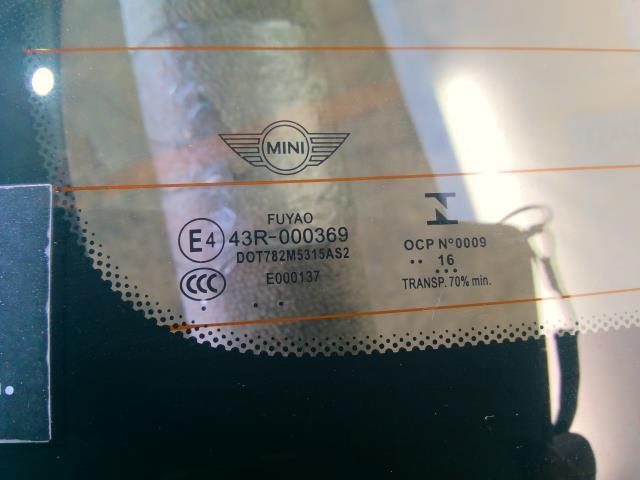 MINI
FUYAO
E4 43R-000369
DOT782M5315AS2
CCC E000137
OCP Nº0009
.. 16
...
TRANSP. 70% min.